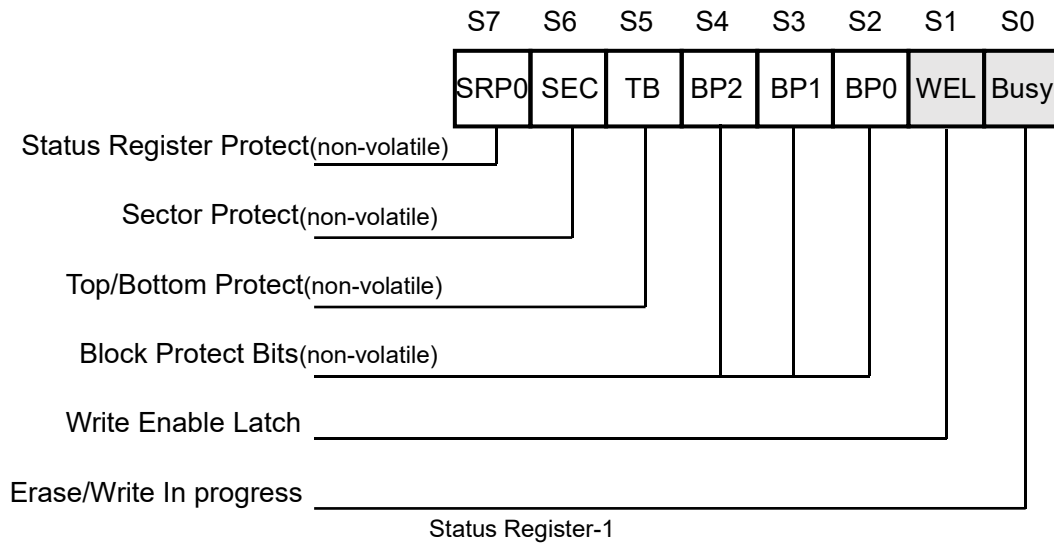 S7 S6 S5 S4 S3 S2 S1 S0
SRP0 SEC TB BP2 BP1 BP0 WEL Busy
Status Register Protect(non-volatile)
Sector Protect(non-volatile)
Top/Bottom Protect(non-volatile)
Block Protect Bits(non-volatile)
Write Enable Latch
Erase/Write In progress
Status Register-1